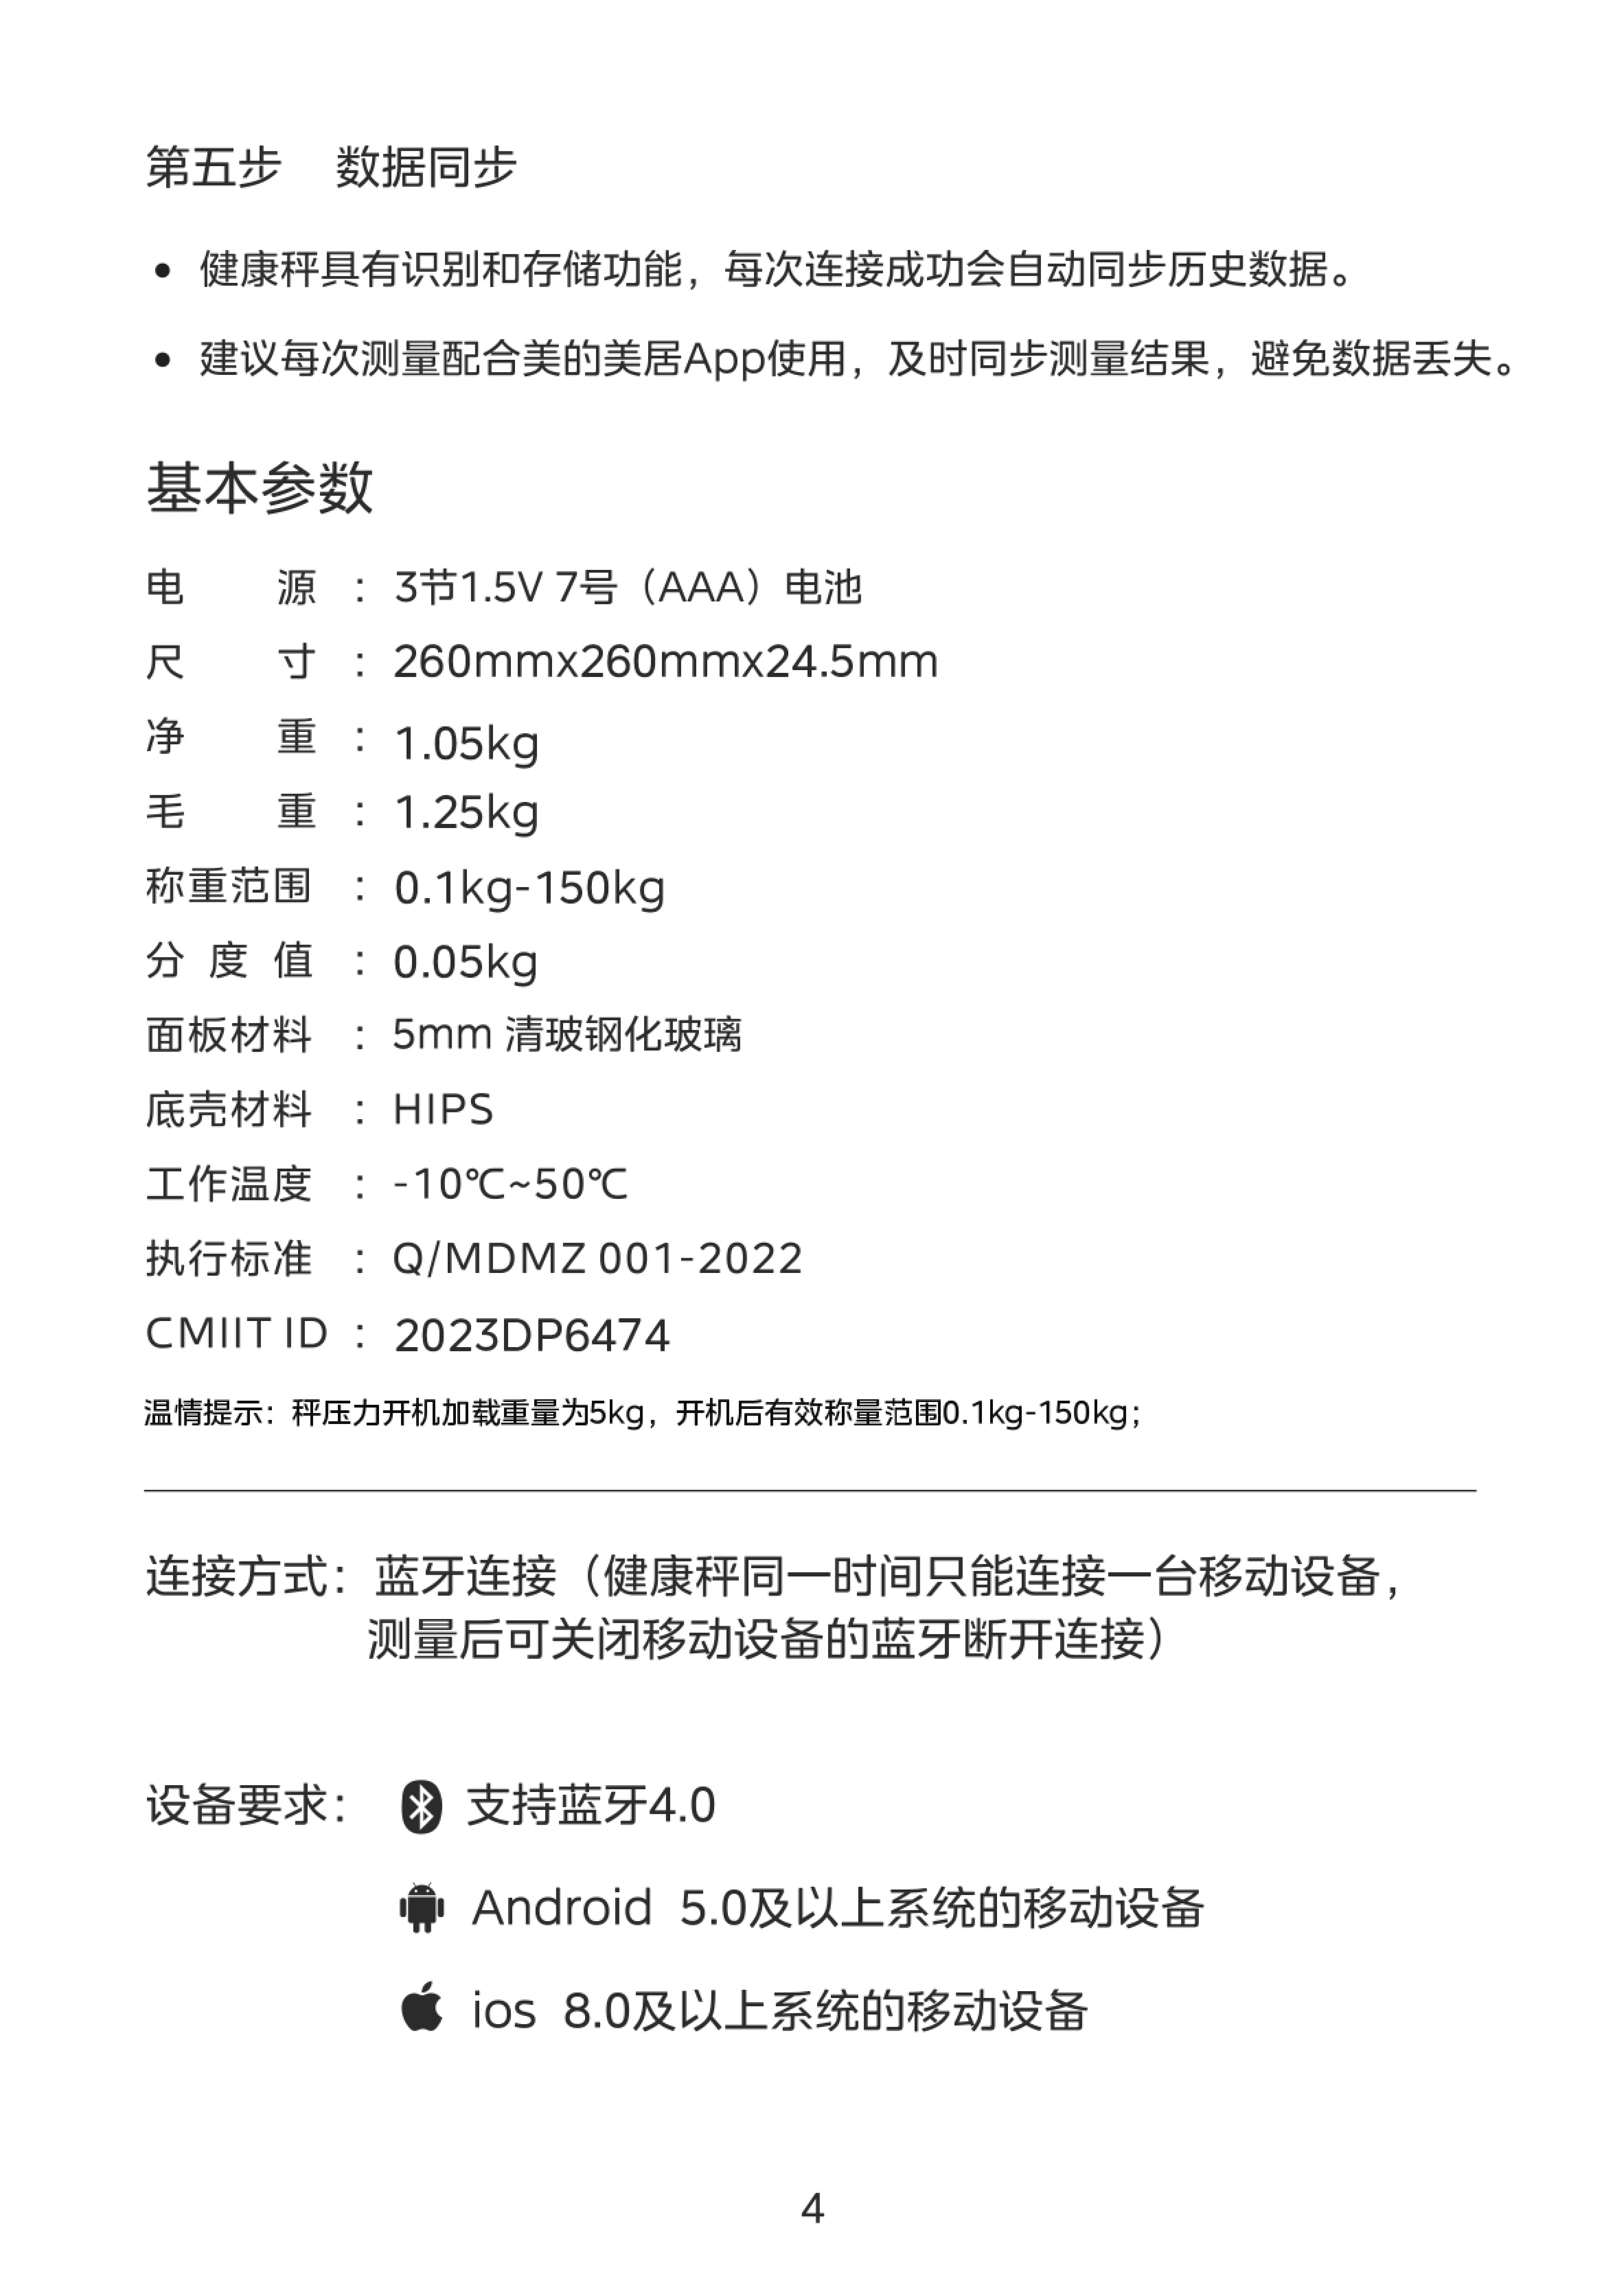 第五步 数据同步
• 健康秤具有识别和存储功能，每次连接成功会自动同步历史数据。
• 建议每次测量配合美的美居App使用，及时同步测量结果，避免数据丢失。
基本参数
电源：3节1.5V 7号（AAA）电池
尺寸：260mmx260mmx24.5mm
净重：1.05kg
毛重：1.25kg
称重范围：0.1kg-150kg
分度值：0.05kg
面板材料：5mm 清玻钢化玻璃
底壳材料：HIPS
工作温度：-10℃~50℃
执行标准：Q/MDMZ 001-2022
CMIIT ID：2023DP6474
温情提示：秤压力开机加载重量为5kg，开机后有效称量范围0.1kg-150kg；
连接方式：蓝牙连接（健康秤同一时间只能连接一台移动设备，
测量后可关闭移动设备的蓝牙断开连接）
设备要求： 支持蓝牙4.0
Android 5.0及以上系统的移动设备
ios 8.0及以上系统的移动设备
4